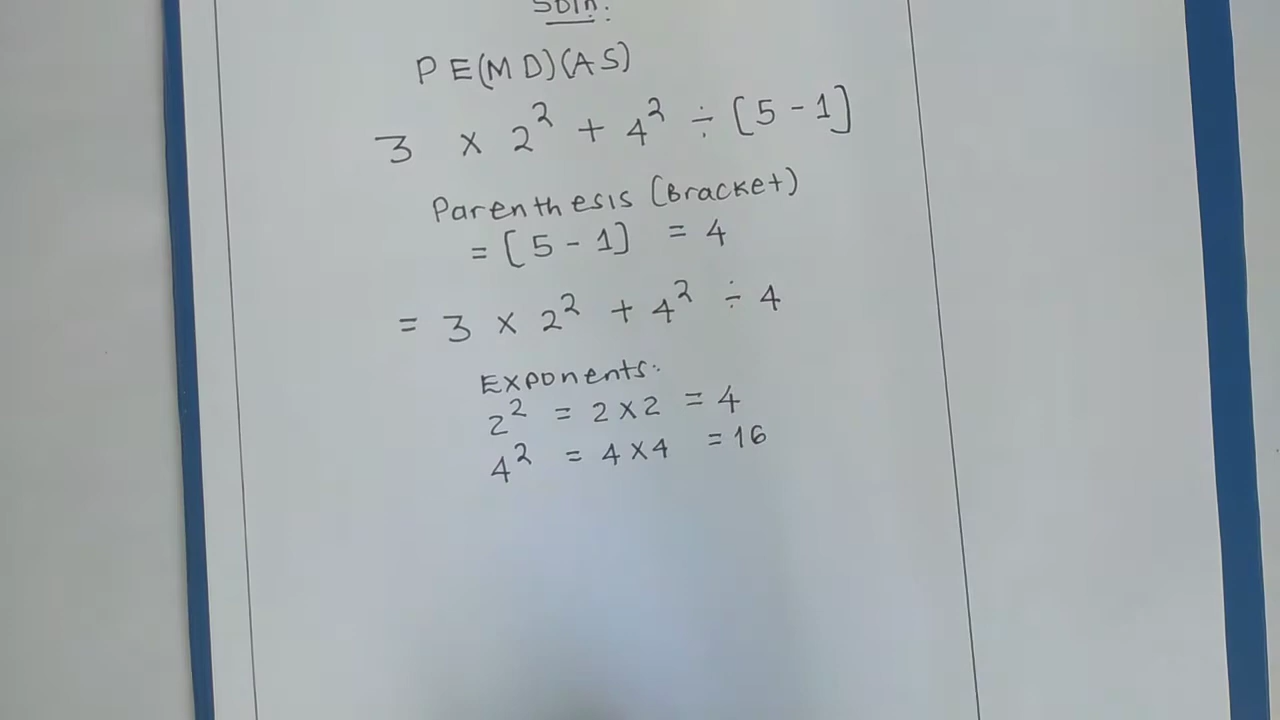 Soln:
PE(MD)(AS)
3 × 2² + 4² ÷ [5 - 1]
Parenthesis (Bracket)
= [5 - 1] = 4
= 3 × 2² + 4² ÷ 4
Exponents:
2² = 2 × 2 = 4
4² = 4 × 4 = 16